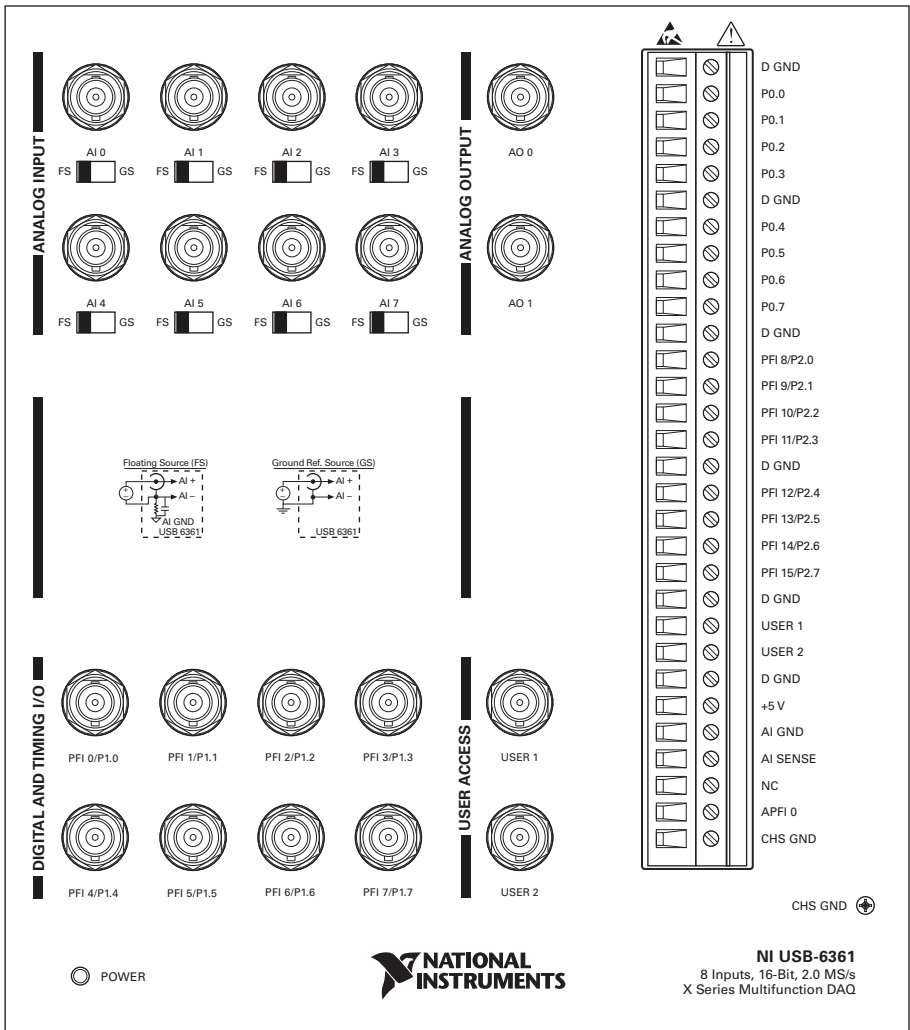 ANALOG INPUT
AI 0 AI 1 AI 2 AI 3
FS GS FS GS FS GS FS GS
AI 4 AI 5 AI 6 AI 7
FS GS FS GS FS GS FS GS
ANALOG OUTPUT
AO 0
AO 1
Floating Source (FS)
AI +
AI –
AI GND
USB 6361
Ground Ref. Source (GS)
AI +
AI –
USB 6361
DIGITAL AND TIMING I/O
PFI 0/P1.0 PFI 1/P1.1 PFI 2/P1.2 PFI 3/P1.3
PFI 4/P1.4 PFI 5/P1.5 PFI 6/P1.6 PFI 7/P1.7
USER ACCESS
USER 1
USER 2
D GND
P0.0
P0.1
P0.2
P0.3
D GND
P0.4
P0.5
P0.6
P0.7
D GND
PFI 8/P2.0
PFI 9/P2.1
PFI 10/P2.2
PFI 11/P2.3
D GND
PFI 12/P2.4
PFI 13/P2.5
PFI 14/P2.6
PFI 15/P2.7
D GND
USER 1
USER 2
D GND
+5 V
AI GND
AI SENSE
NC
APFI 0
CHS GND
CHS GND
POWER
NATIONAL
INSTRUMENTS
NI USB-6361
8 Inputs, 16-Bit, 2.0 MS/s
X Series Multifunction DAQ